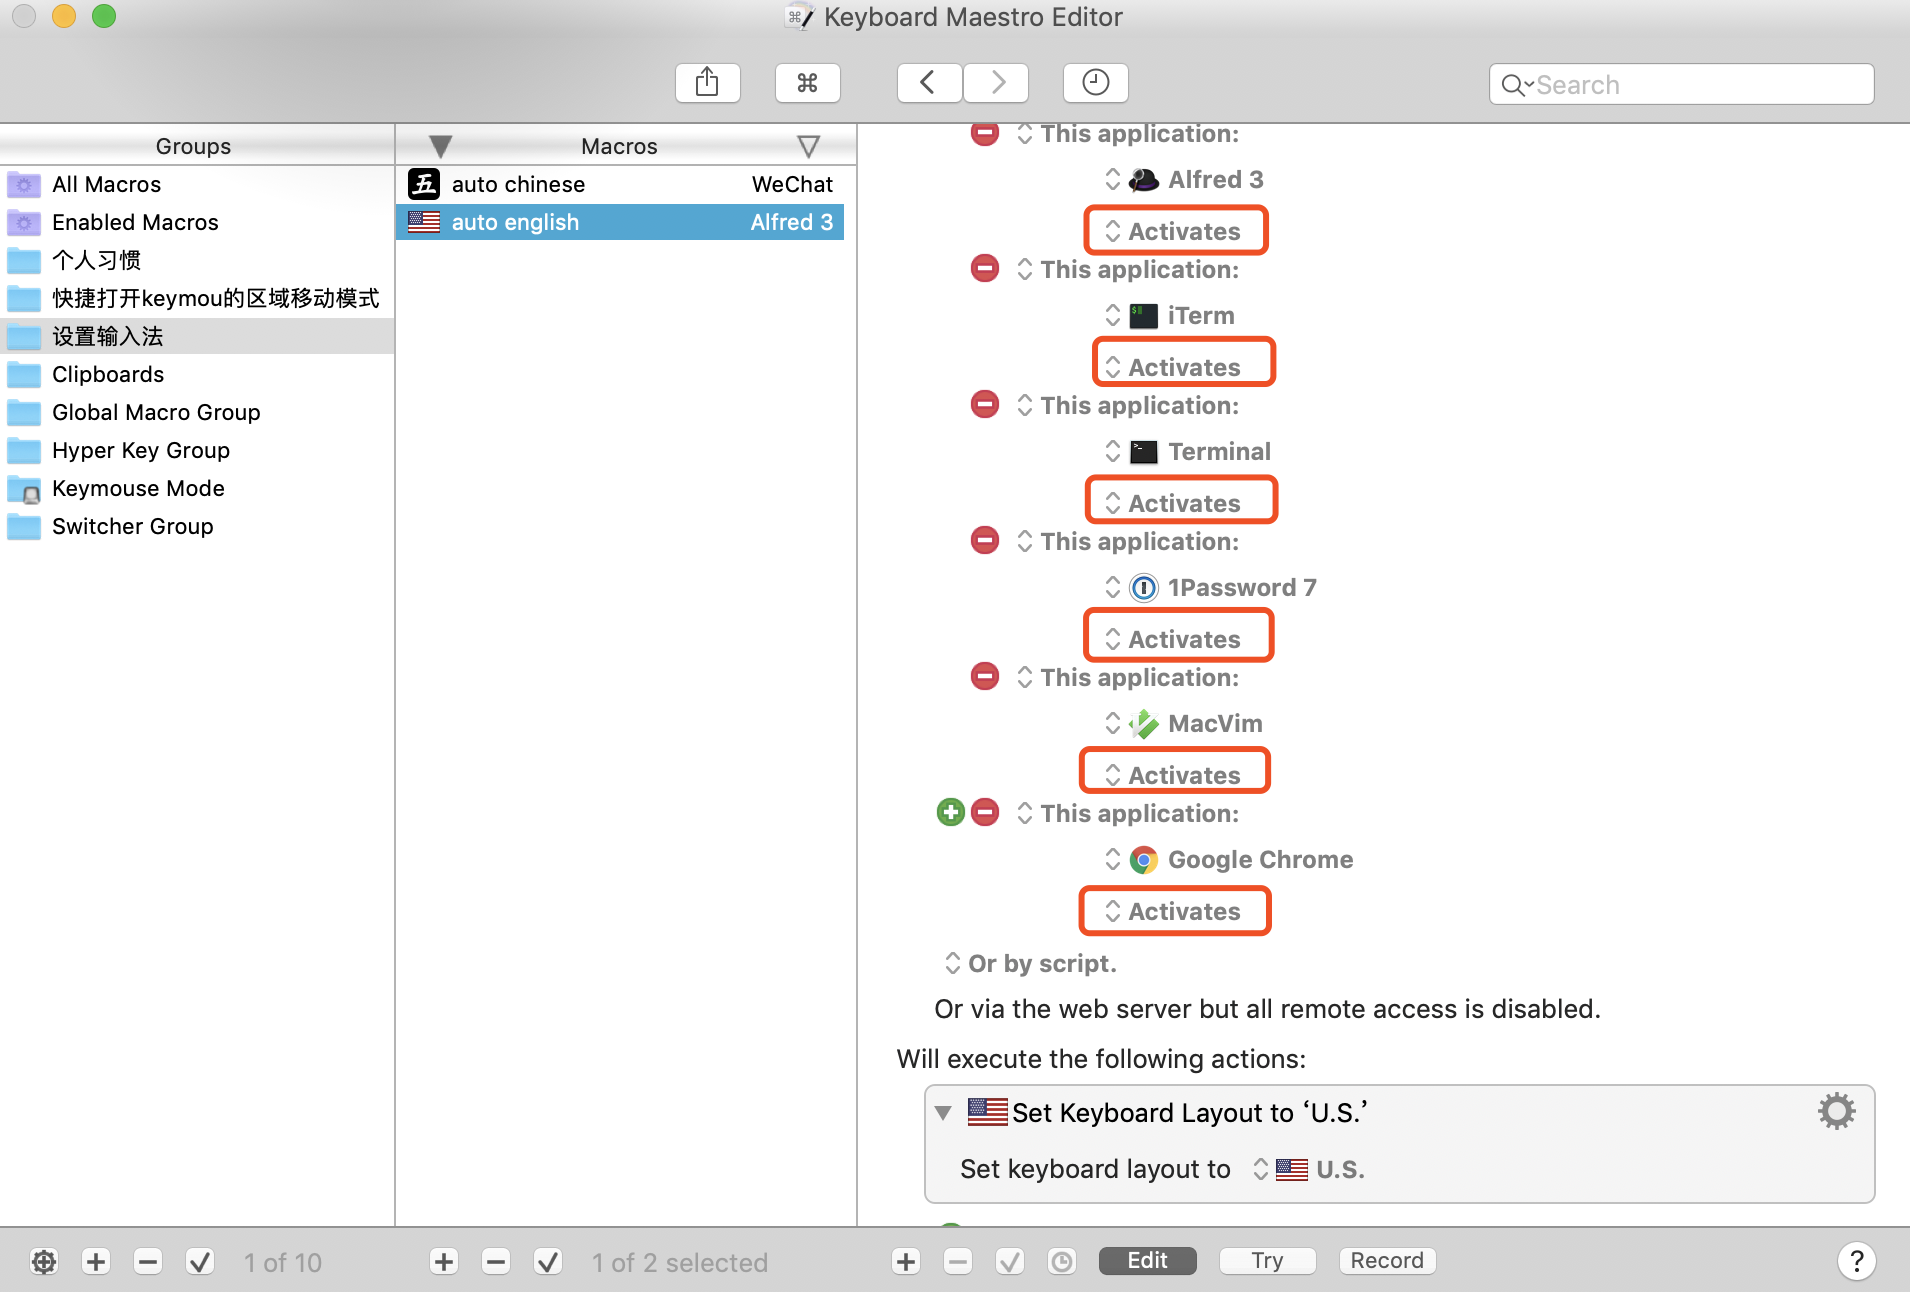 Keyboard Maestro Editor
Search
Groups
All Macros
Enabled Macros
个人习惯
快捷打开keymou的区域移动模式
设置输入法
Clipboards
Global Macro Group
Hyper Key Group
Keymouse Mode
Switcher Group
Macros
五 auto chinese WeChat
auto english Alfred 3
This application:
Alfred 3
Activates
This application:
iTerm
Activates
This application:
Terminal
Activates
This application:
1Password 7
Activates
This application:
MacVim
Activates
This application:
Google Chrome
Activates
Or by script.
Or via the web server but all remote access is disabled.
Will execute the following actions:
Set Keyboard Layout to ‘U.S.’
Set keyboard layout to U.S.
1 of 10
1 of 2 selected
Edit Try Record ?